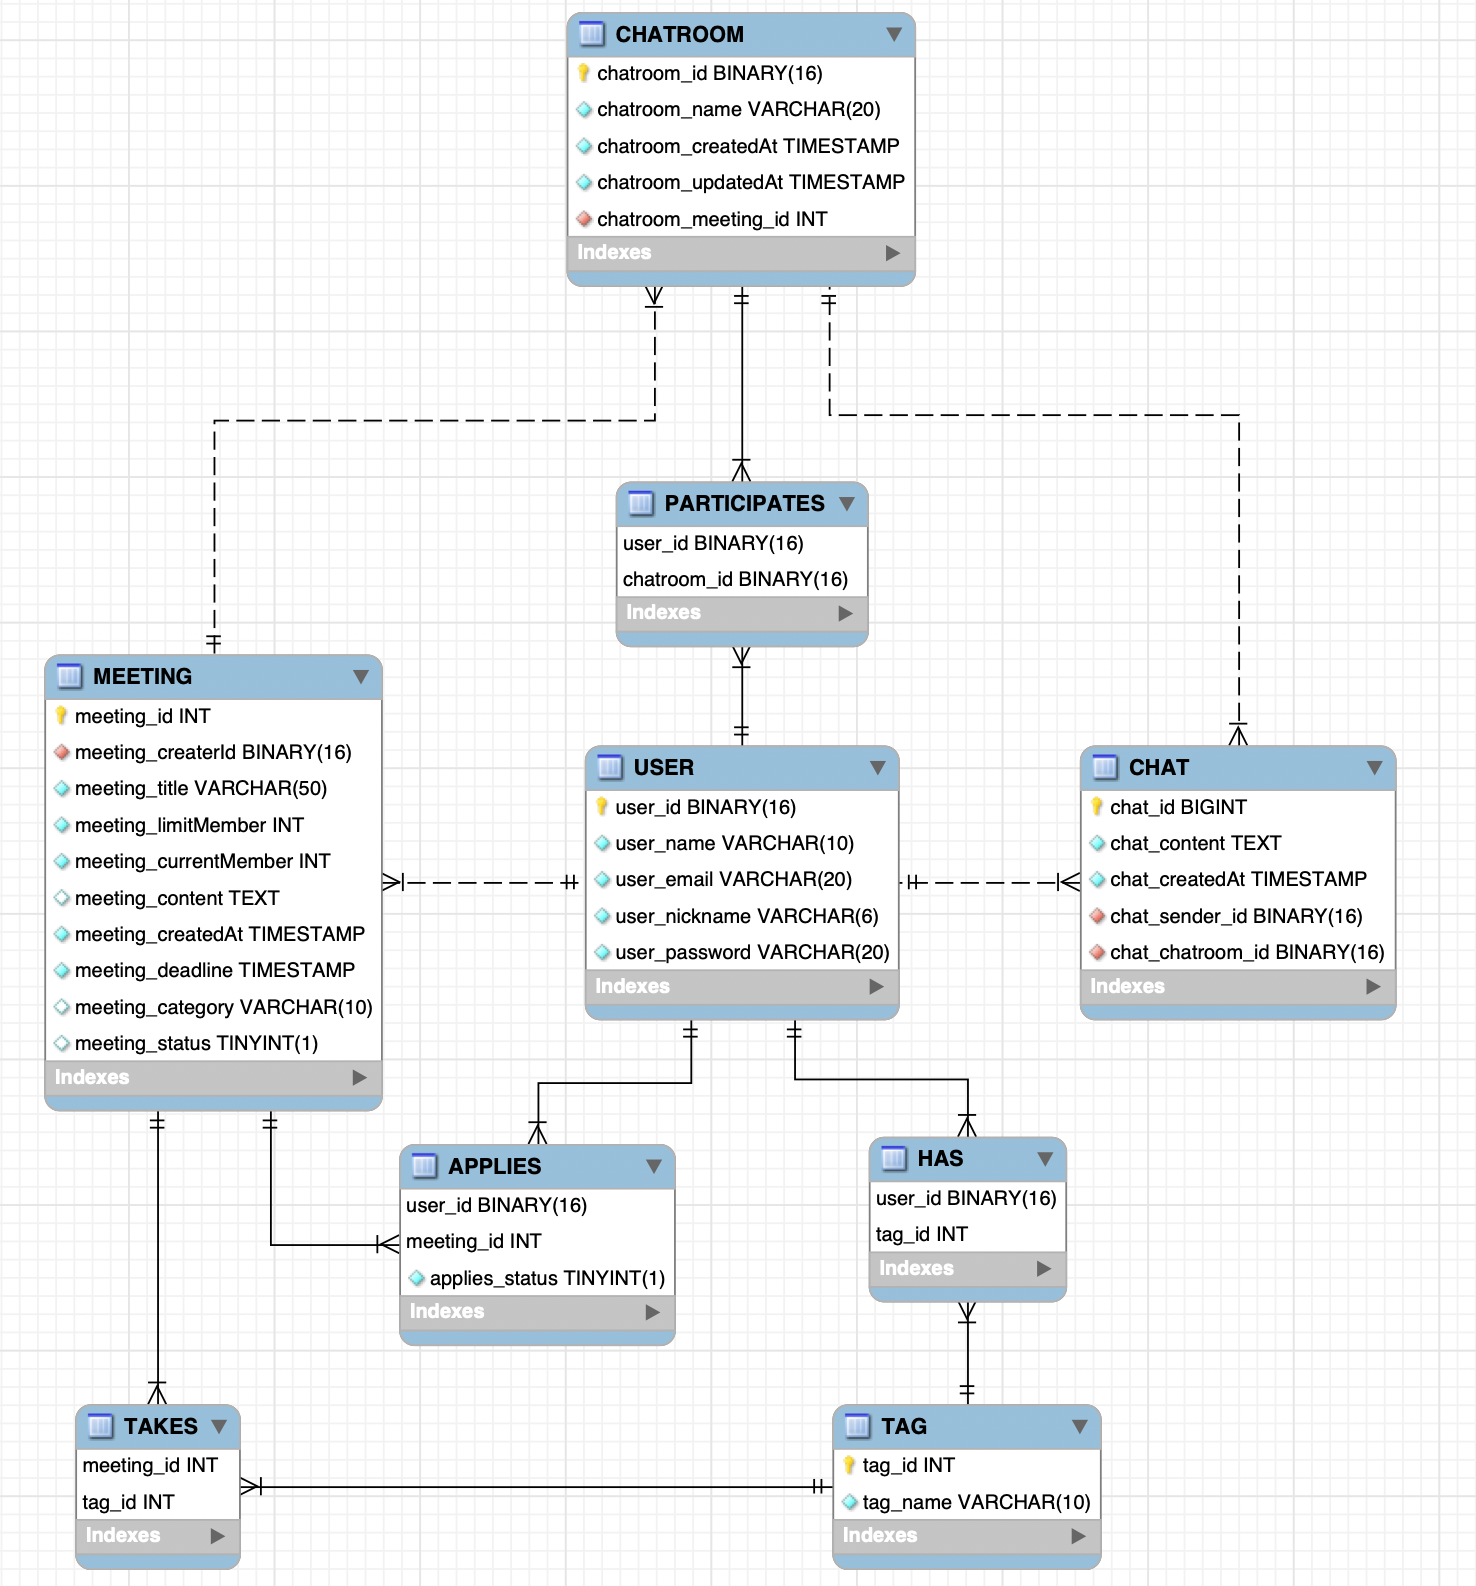 CHATROOM
chatroom_id BINARY(16)
chatroom_name VARCHAR(20)
chatroom_createdAt TIMESTAMP
chatroom_updatedAt TIMESTAMP
chatroom_meeting_id INT
Indexes
PARTICIPATES
user_id BINARY(16)
chatroom_id BINARY(16)
Indexes
MEETING
meeting_id INT
meeting_createrId BINARY(16)
meeting_title VARCHAR(50)
meeting_limitMember INT
meeting_currentMember INT
meeting_content TEXT
meeting_createdAt TIMESTAMP
meeting_deadline TIMESTAMP
meeting_category VARCHAR(10)
meeting_status TINYINT(1)
Indexes
USER
user_id BINARY(16)
user_name VARCHAR(10)
user_email VARCHAR(20)
user_nickname VARCHAR(6)
user_password VARCHAR(20)
Indexes
CHAT
chat_id BIGINT
chat_content TEXT
chat_createdAt TIMESTAMP
chat_sender_id BINARY(16)
chat_chatroom_id BINARY(16)
Indexes
APPLIES
user_id BINARY(16)
meeting_id INT
applies_status TINYINT(1)
Indexes
HAS
user_id BINARY(16)
tag_id INT
Indexes
TAKES
meeting_id INT
tag_id INT
Indexes
TAG
tag_id INT
tag_name VARCHAR(10)
Indexes